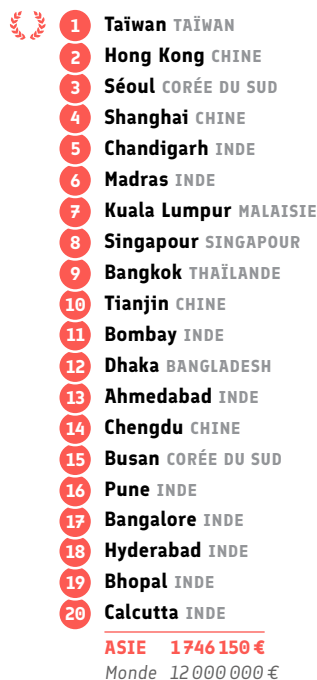 1 Taïwan TAÏWAN
2 Hong Kong CHINE
3 Séoul CORÉE DU SUD
4 Shanghai CHINE
5 Chandigarh INDE
6 Madras INDE
7 Kuala Lumpur MALAISIE
8 Singapour SINGAPOUR
9 Bangkok THAÏLANDE
10 Tianjin CHINE
11 Bombay INDE
12 Dhaka BANGLADESH
13 Ahmedabad INDE
14 Chengdu CHINE
15 Busan CORÉE DU SUD
16 Pune INDE
17 Bangalore INDE
18 Hyderabad INDE
19 Bhopal INDE
20 Calcutta INDE
ASIE 1 746 150 €
Monde 12 000 000 €